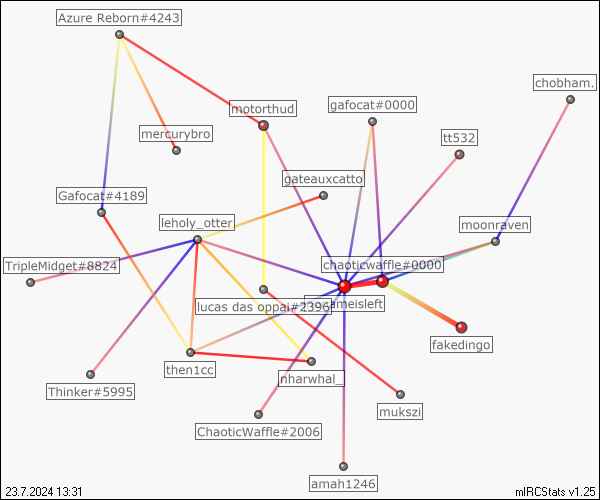 Azure Reborn#4243
chobham.
motorthud
gafocat#0000
mercurybro
tt532
gateauxcatto
Gafocat#4189
leholy_otter
moonraven
TripleMidget#8824
chaoticwaffle#0000
lucas das oppai#2396
ameisleft
fakedingo
then1cc
nharwhal_
Thinker#5995
mukszi
ChaoticWaffle#2006
amah1246
23.7.2024 13:31
mIRCStats v1.25